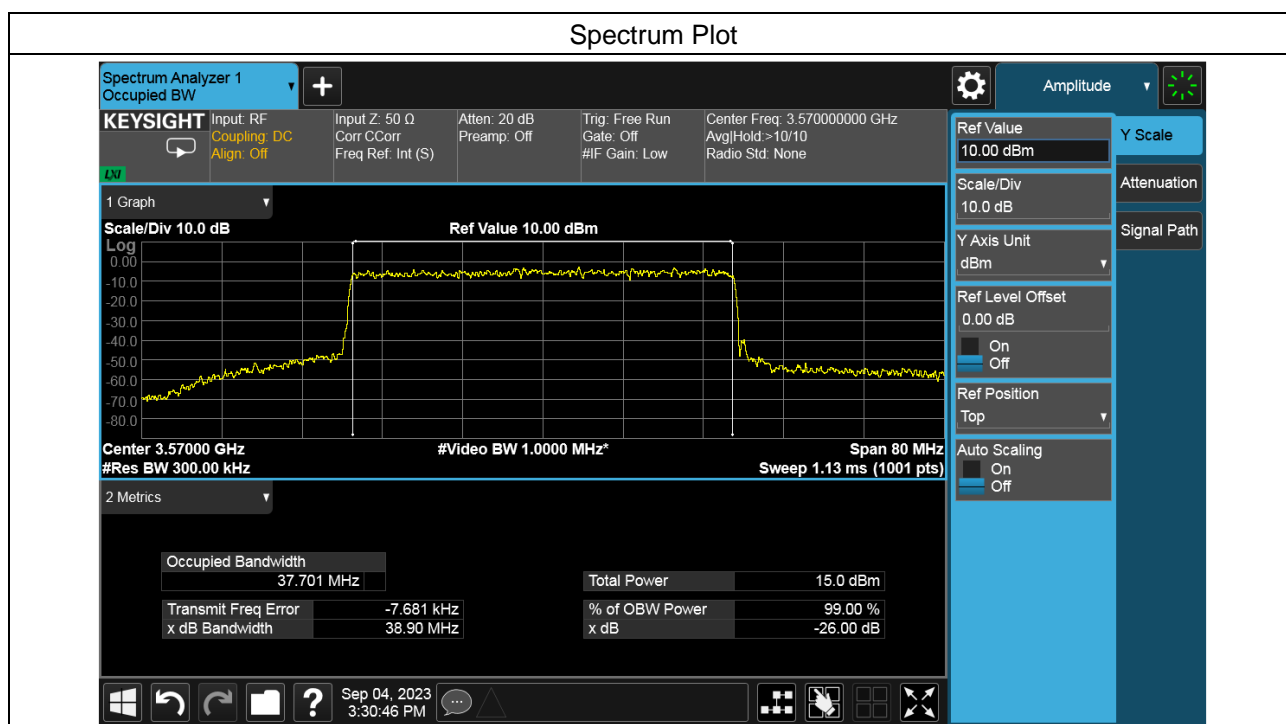 Spectrum Plot
Spectrum Analyzer 1
Occupied BW
Amplitude
KEYSIGHT
LXI
Input: RF
Coupling: DC
Align: Off
Input Z: 50 Ω
Corr CCorr
Freq Ref: Int (S)
Atten: 20 dB
Preamp: Off
Trig: Free Run
Gate: Off
#IF Gain: Low
Center Freq: 3.570000000 GHz
Avg|Hold:>10/10
Radio Std: None
1 Graph
Scale/Div 10.0 dB
Ref Value 10.00 dBm
Log
0.00
-10.0
-20.0
-30.0
-40.0
-50.0
-60.0
-70.0
-80.0
Center 3.57000 GHz
#Video BW 1.0000 MHz*
Span 80 MHz
#Res BW 300.00 kHz
Sweep 1.13 ms (1001 pts)
2 Metrics
Occupied Bandwidth
37.701 MHz
Total Power 15.0 dBm
Transmit Freq Error -7.681 kHz
% of OBW Power 99.00 %
x dB Bandwidth 38.90 MHz
x dB -26.00 dB
Ref Value
10.00 dBm
Scale/Div
10.0 dB
Y Axis Unit
dBm
Ref Level Offset
0.00 dB
On
Off
Ref Position
Top
Auto Scaling
On
Off
Y Scale
Attenuation
Signal Path
?
Sep 04, 2023
3:30:46 PM